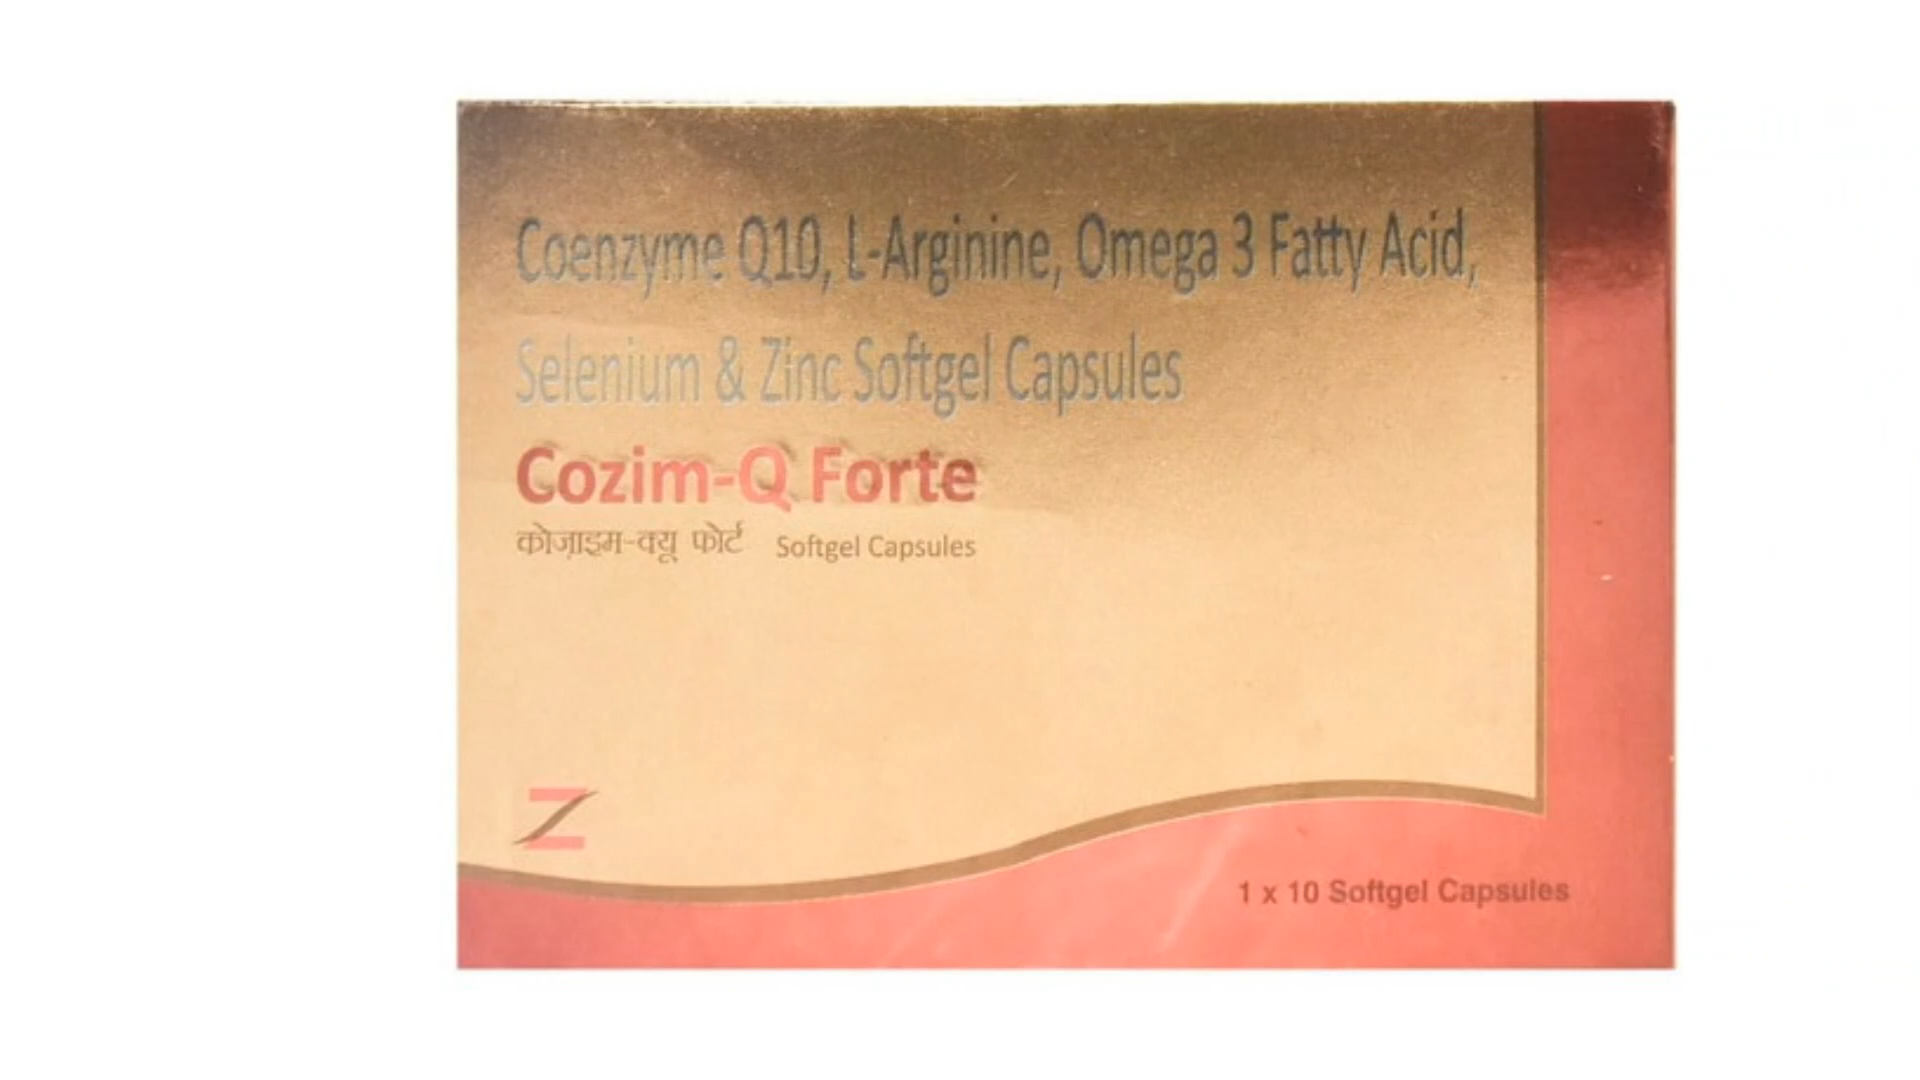 Coenzyme Q10, L-Arginine, Omega 3 Fatty Acid,
Selenium & Zinc Softgel Capsules
Cozim-Q Forte
कोज़ाइम-क्यू फोर्ट Softgel Capsules
Z
1 x 10 Softgel Capsules